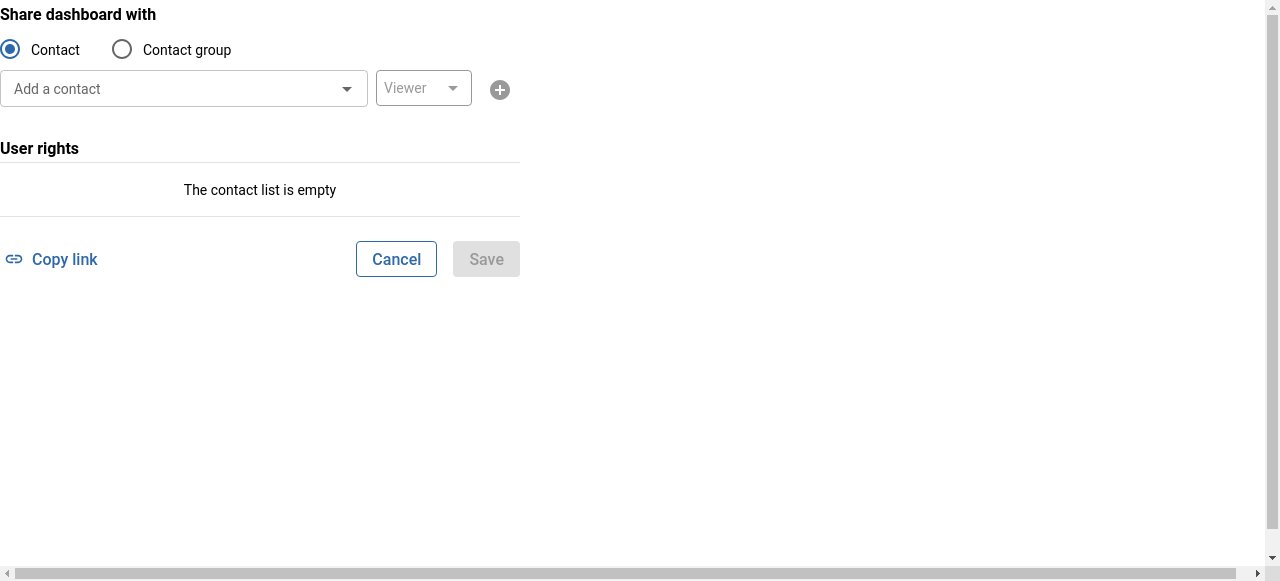 Share dashboard with
Contact Contact group
Add a contact Viewer
User rights
The contact list is empty
Copy link Cancel Save